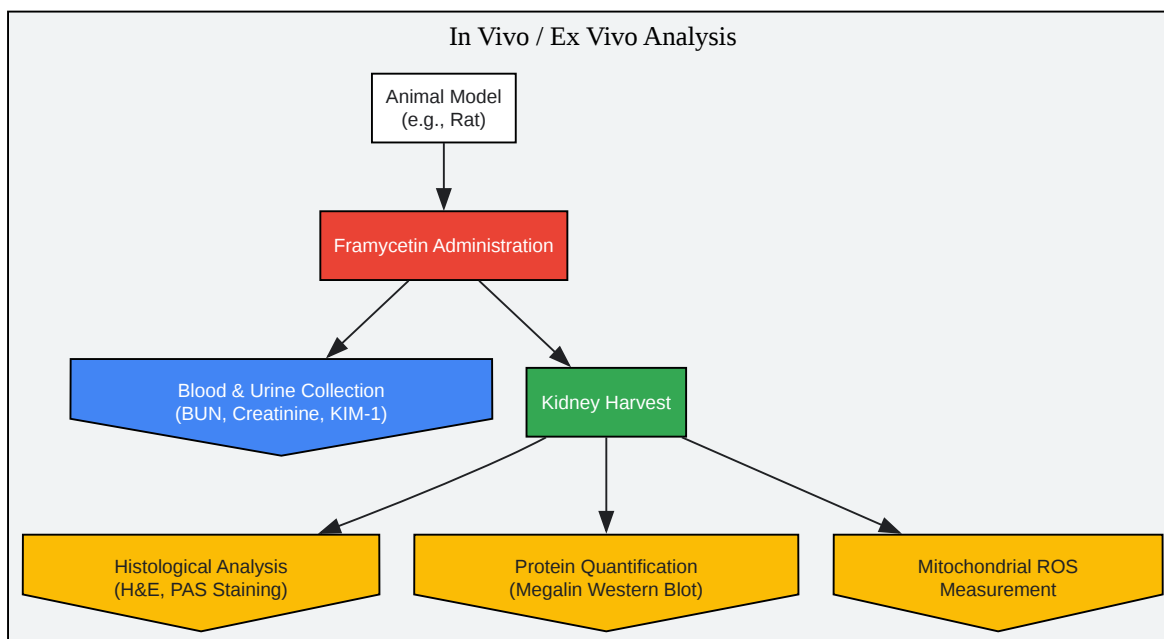 In Vivo / Ex Vivo Analysis
Animal Model
(e.g., Rat)
Framycetin Administration
Blood & Urine Collection
(BUN, Creatinine, KIM-1)
Kidney Harvest
Histological Analysis
(H&E, PAS Staining)
Protein Quantification
(Megalin Western Blot)
Mitochondrial ROS
Measurement